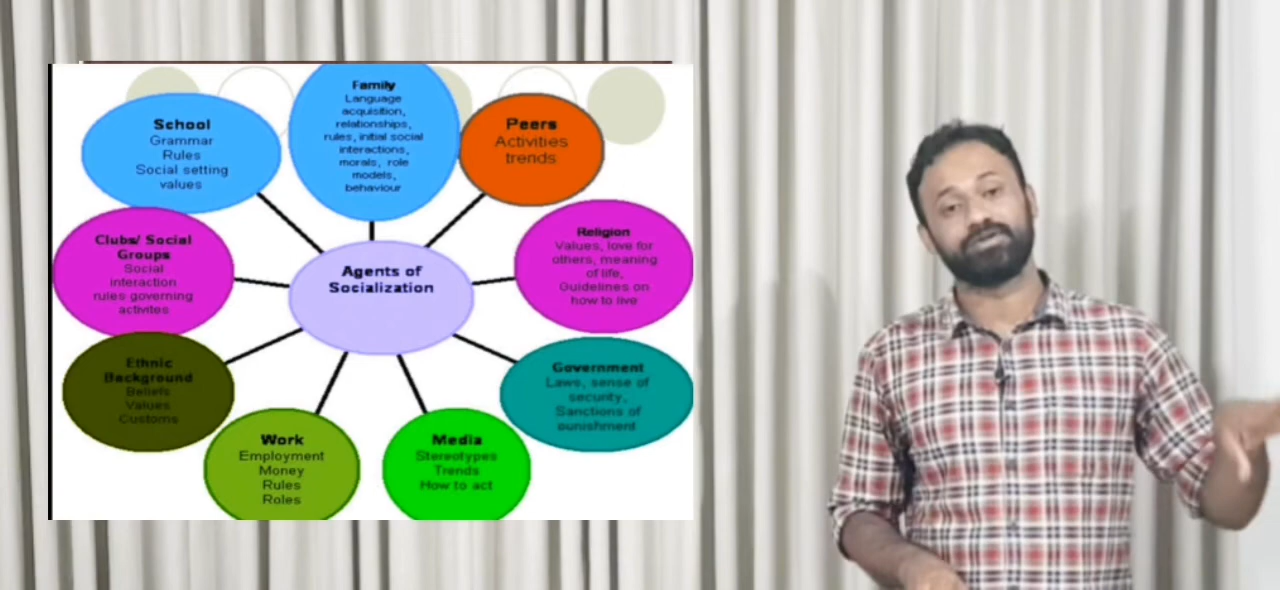 Agents of
Socialization
Family
Language
acquisition,
relationships,
rules, initial social
interactions,
morals, role
models,
behaviour
Peers
Activities
trends
Religion
Values, love for
others, meaning
of life,
Guidelines on
how to live
Government
Laws, sense of
security,
Sanctions of
punishment
Media
Stereotypes
Trends
How to act
Work
Employment
Money
Rules
Roles
Ethnic
Background
Beliefs
Values
Customs
Clubs/ Social
Groups
Social
interaction
rules governing
activites
School
Grammar
Rules
Social setting
values